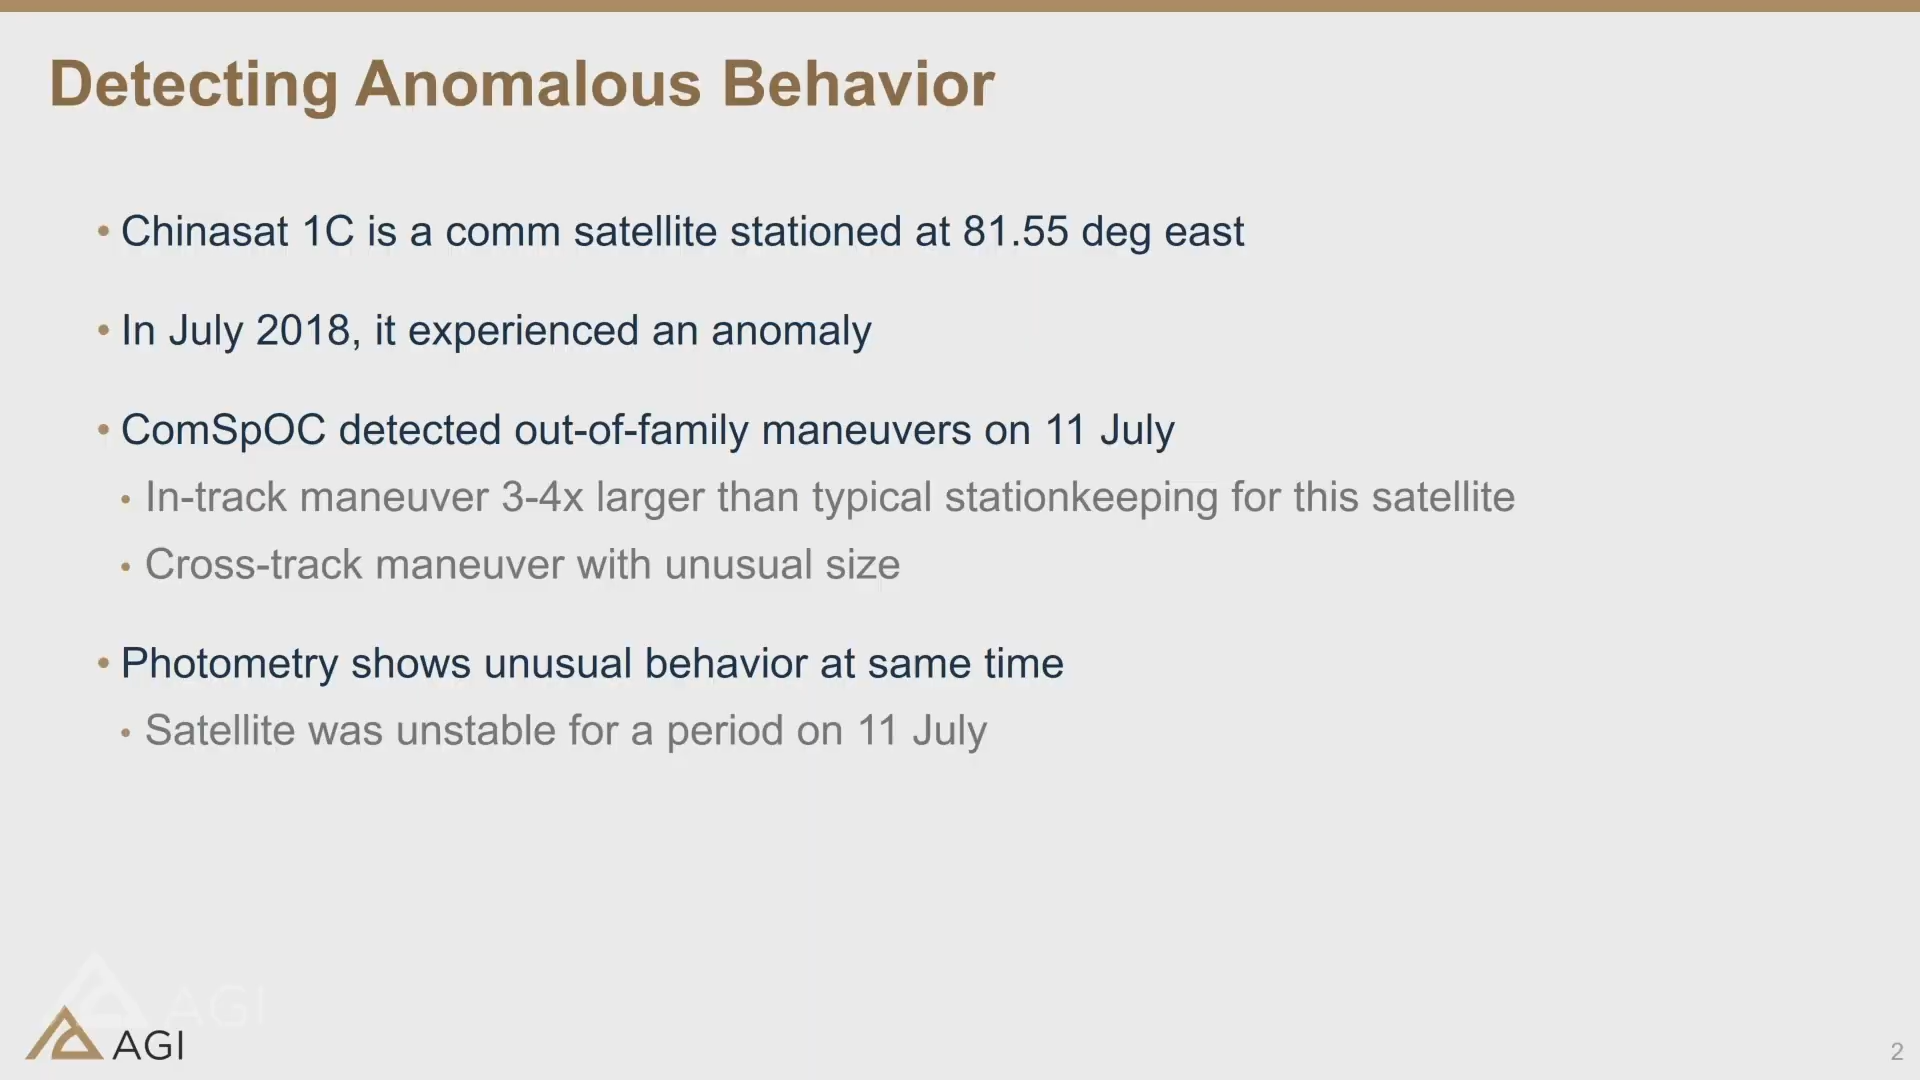 Detecting Anomalous Behavior
• Chinasat 1C is a comm satellite stationed at 81.55 deg east
• In July 2018, it experienced an anomaly
• ComSpOC detected out-of-family maneuvers on 11 July
• In-track maneuver 3-4x larger than typical stationkeeping for this satellite
• Cross-track maneuver with unusual size
• Photometry shows unusual behavior at same time
• Satellite was unstable for a period on 11 July
AGI
AGI
2